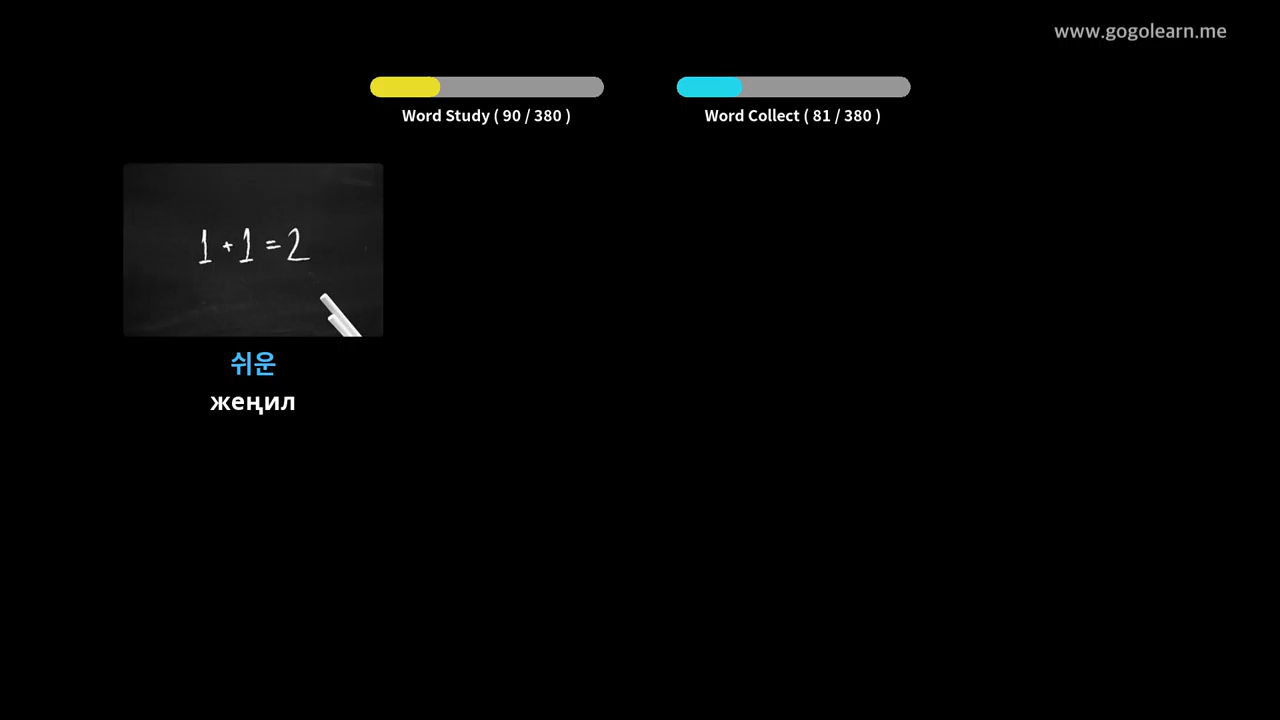 www.gogolearn.me
Word Study ( 90 / 380 )
Word Collect ( 81 / 380 )
1 + 1 = 2
쉬운
жеңил